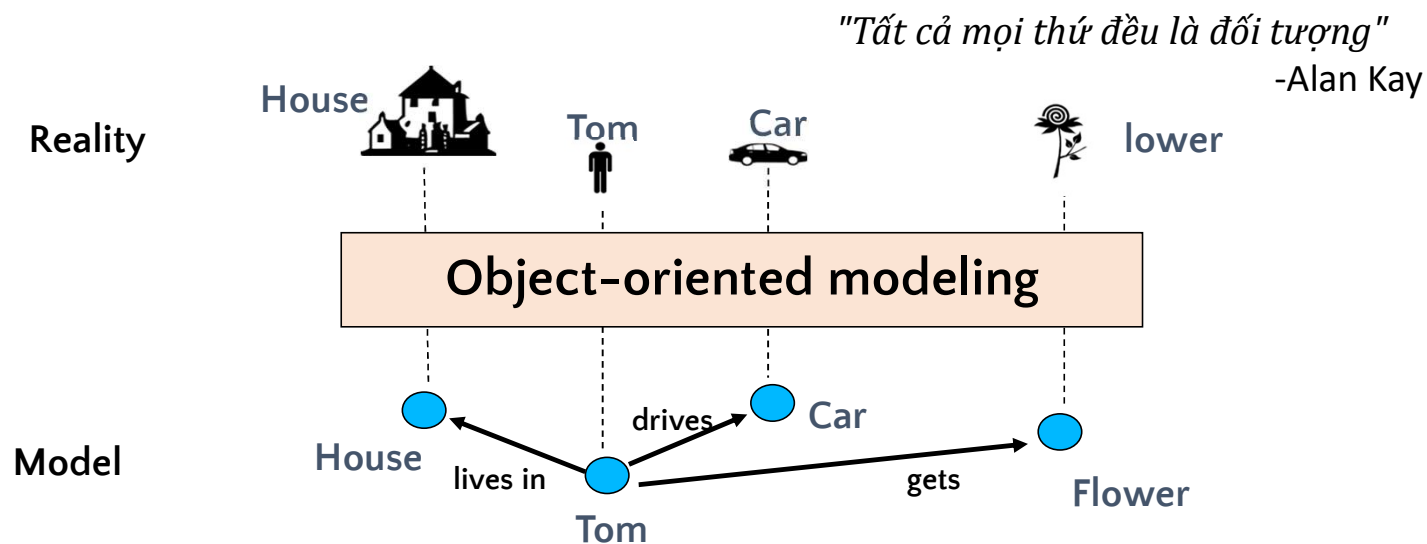 "Tất cả mọi thứ đều là đối tượng"
-Alan Kay
House
Tom
Car
lower
Reality
Object-oriented modeling
drives
Car
Model
House
lives in
gets
Flower
Tom